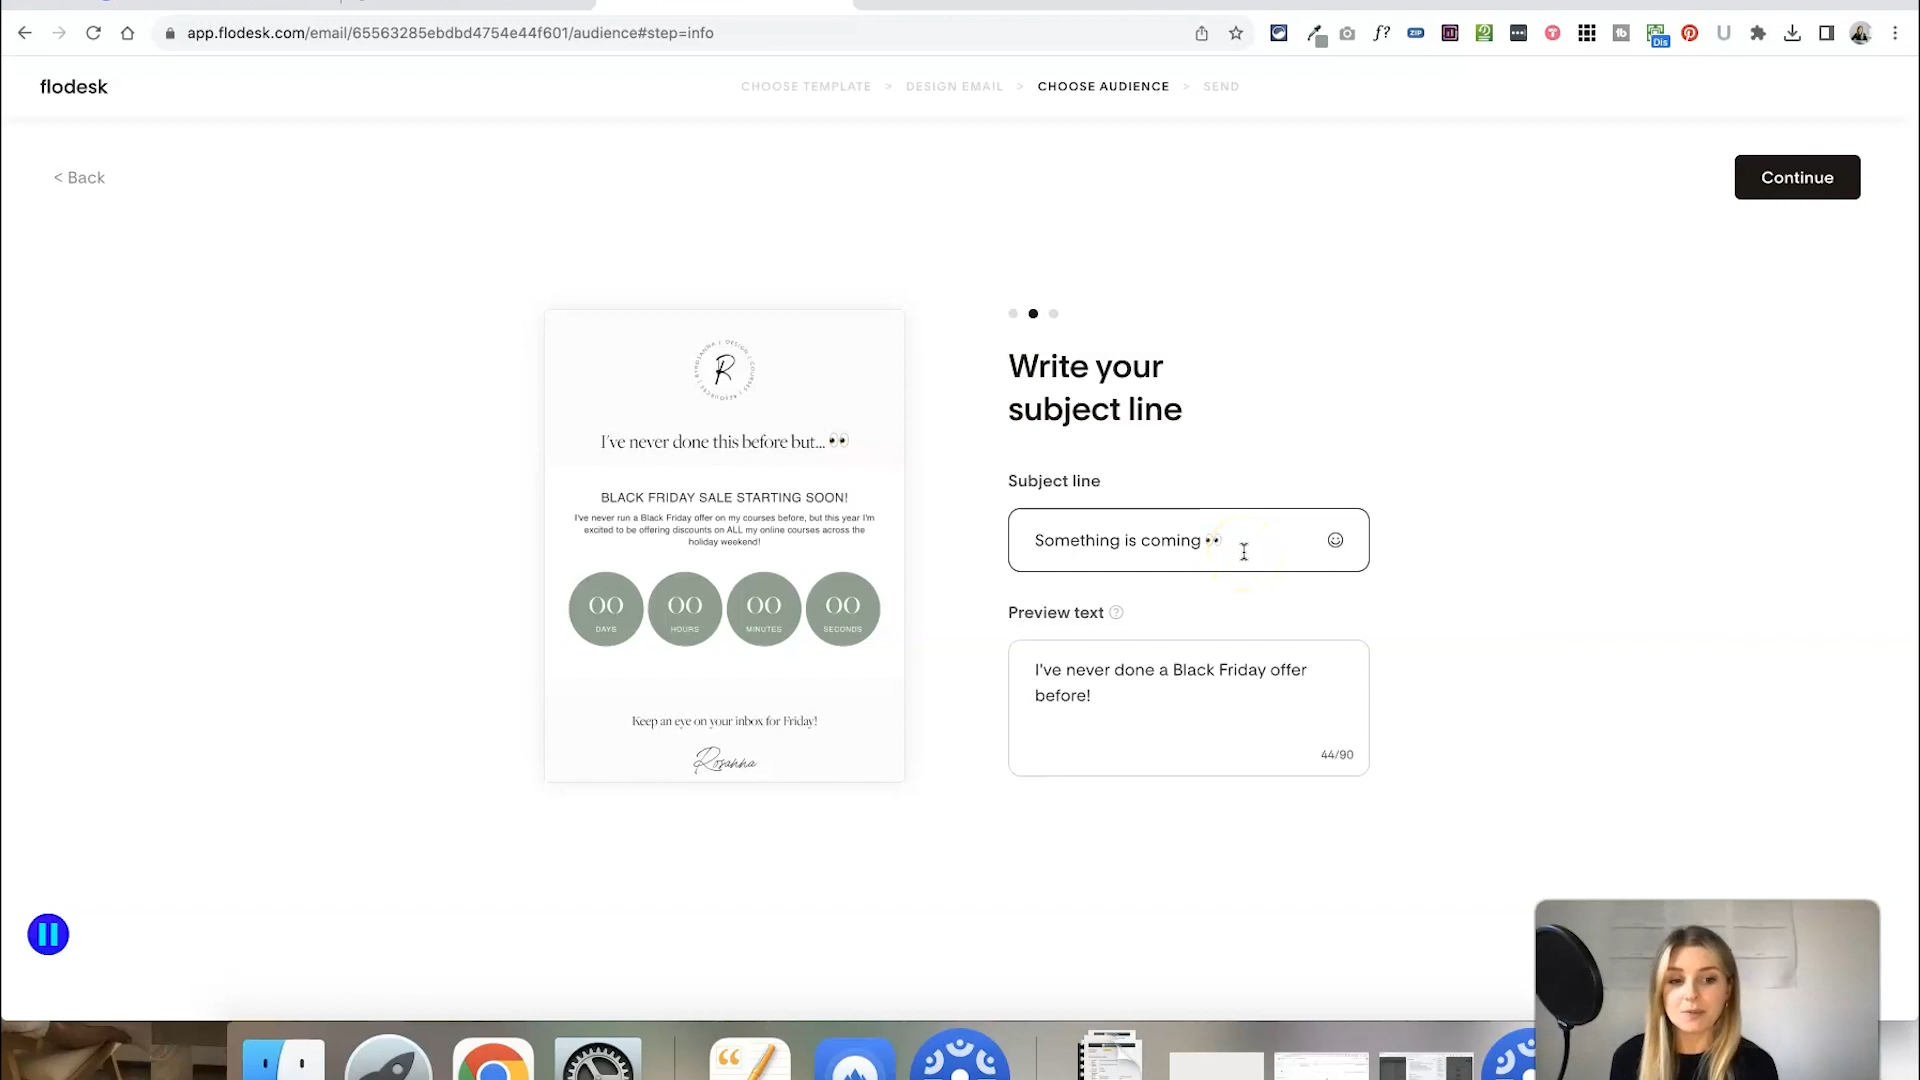 app.flodesk.com/email/65563285ebdbd4754e44f601/audience#step=info
f?
ZIP
tb
Dis
U
flodesk
CHOOSE TEMPLATE > DESIGN EMAIL > CHOOSE AUDIENCE > SEND
< Back
Continue
R
I've never done this before but... 👀
BLACK FRIDAY SALE STARTING SOON!
I've never run a Black Friday offer on my courses before, but this year I'm
excited to be offering discounts on ALL my online courses across the
holiday weekend!
00 00 00 00
DAYS HOURS MINUTES SECONDS
Keep an eye on your inbox for Friday!
Rosanna
Write your
subject line
Subject line
Something is coming 👀
Preview text ?
I've never done a Black Friday offer
before!
44/90